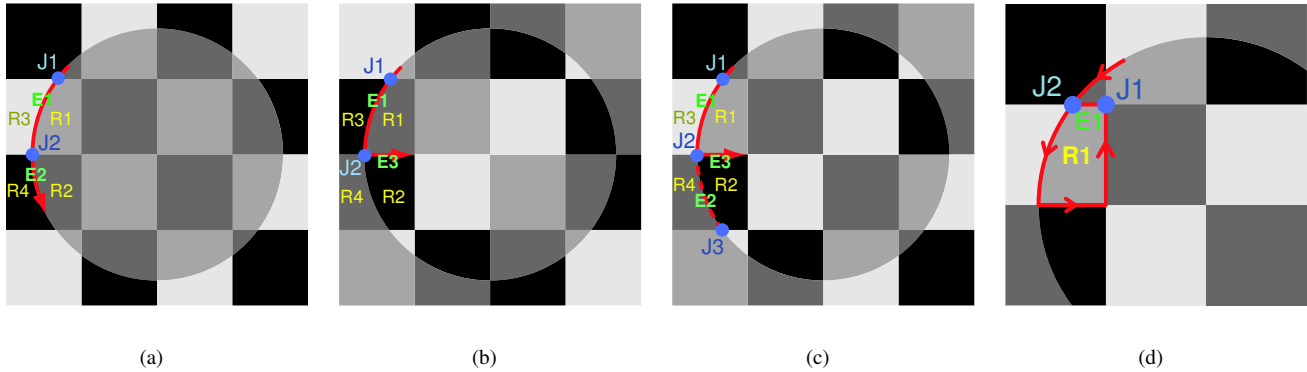 J1
E1
R3 R1
J2
E2
R4 R2
(a)
J1
E1
R3 R1
J2 E3
R4 R2
(b)
J1
E1
R3 R1
J2
E3
R4 R2
E2
J3
(c)
J2 J1
E1
R1
(d)